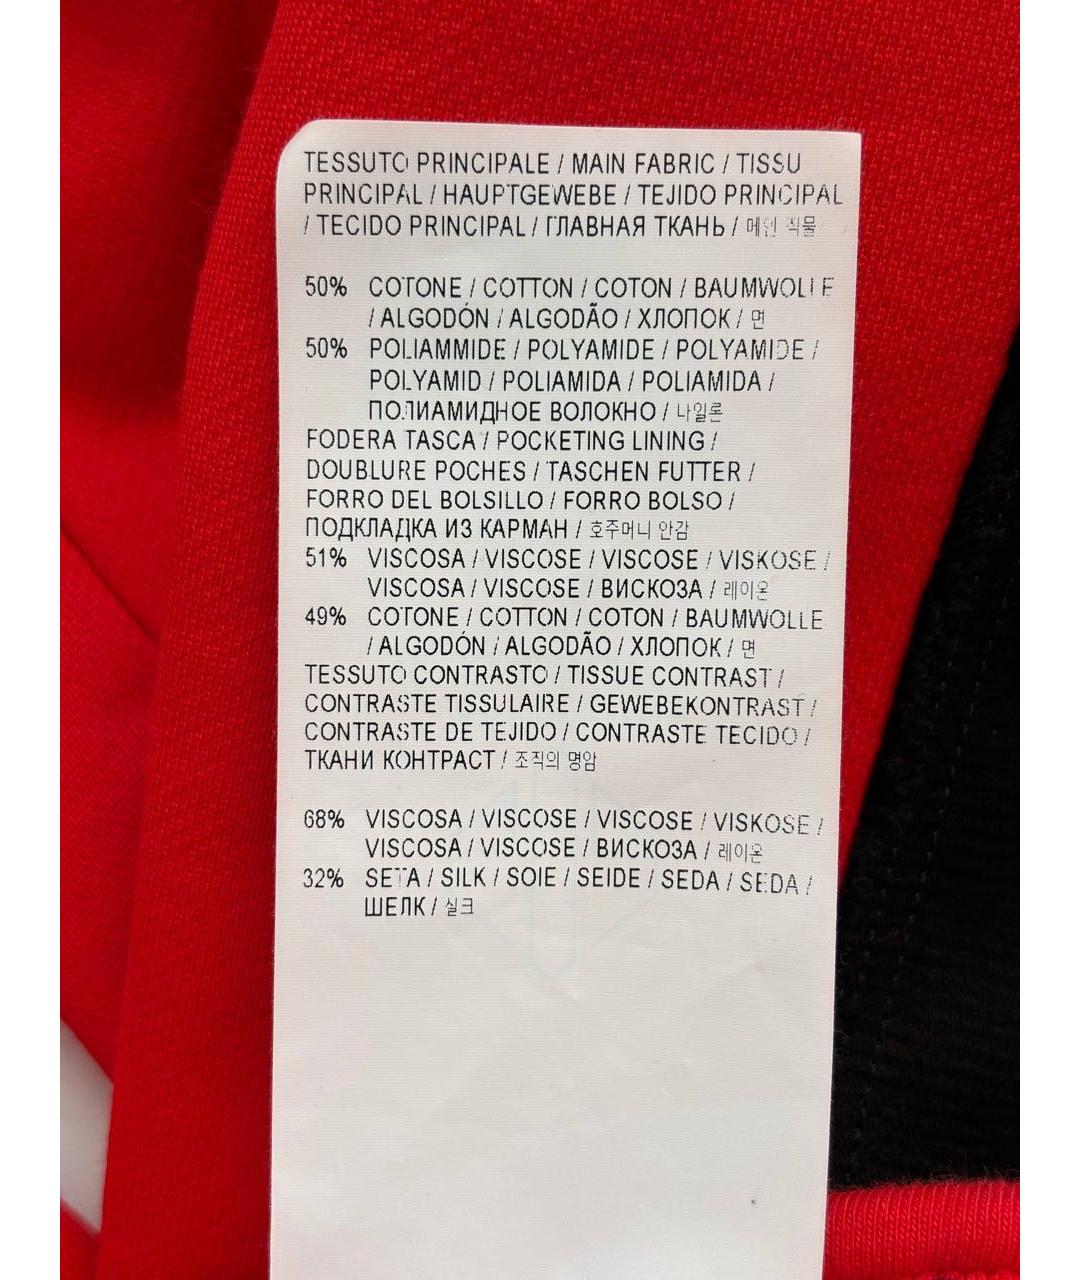 TESSUTO PRINCIPALE / MAIN FABRIC / TISSU
PRINCIPAL / HAUPTGEWEBE / TEJIDO PRINCIPAL
/ TECIDO PRINCIPAL / ГЛАВНАЯ ТКАНЬ / 메인 직물
50% COTONE / COTTON / COTON / BAUMWOLLE
/ ALGODÓN / ALGODÃO / ХЛОПОК / 면
50% POLIAMMIDE / POLYAMIDE / POLYAMIDE /
POLYAMID / POLIAMIDA / POLIAMIDA /
ПОЛИАМИДНОЕ ВОЛОКНО / 나일론
FODERA TASCA / POCKETING LINING /
DOUBLURE POCHES / TASCHEN FUTTER /
FORRO DEL BOLSILLO / FORRO BOLSO /
ПОДКЛАДКА ИЗ КАРМАН / 호주머니 안감
51% VISCOSA / VISCOSE / VISCOSE / VISKOSE /
VISCOSA / VISCOSE / ВИСКОЗА / 레이온
49% COTONE / COTTON / COTON / BAUMWOLLE
/ ALGODÓN / ALGODÃO / ХЛОПОК / 면
TESSUTO CONTRASTO / TISSUE CONTRAST /
CONTRASTE TISSULAIRE / GEWEBEKONTRAST /
CONTRASTE DE TEJIDO / CONTRASTE TECIDO /
ТКАНИ КОНТРАСТ / 조직의 명암
68% VISCOSA / VISCOSE / VISCOSE / VISKOSE /
VISCOSA / VISCOSE / ВИСКОЗА / 레이온
32% SETA / SILK / SOIE / SEIDE / SEDA / SEDA /
ШЕЛК / 실크